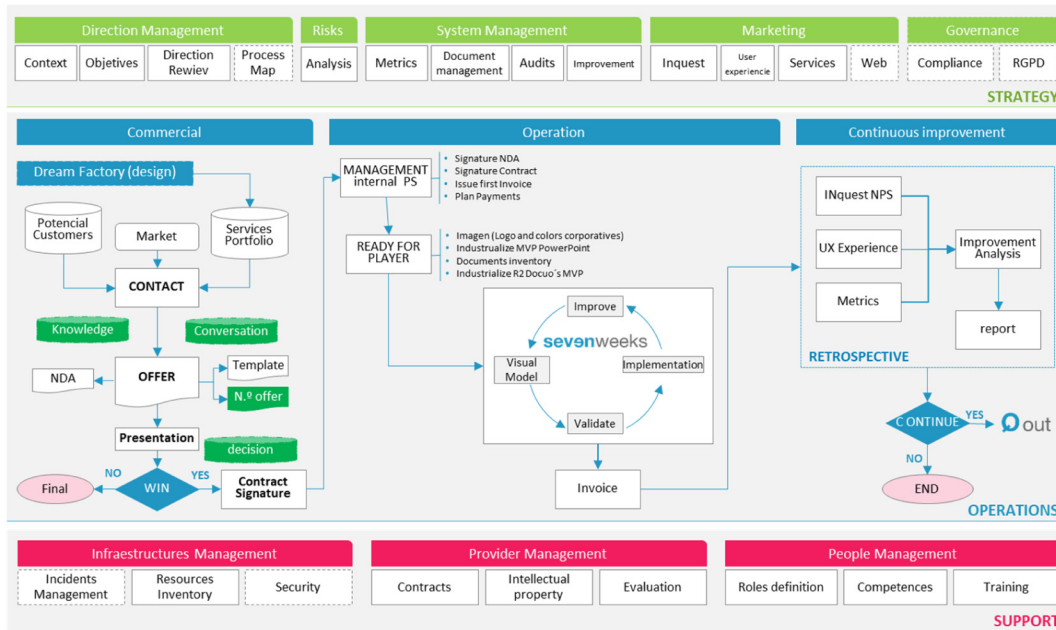 Direction Management
Risks
System Management
Marketing
Governance
Context
Objetives
Direction
Rewiev
Process
Map
Analysis
Metrics
Document
management
Audits
Improvement
Inquest
User
experiencie
Services
Web
Compliance
RGPD
STRATEGY
Commercial
Operation
Continuous improvement
Dream Factory (design)
Potencial
Customers
Market
Services
Portfolio
CONTACT
Knowledge
Conversation
OFFER
NDA
Template
N.º offer
Presentation
decision
NO
WIN
YES
Final
Contract
Signature
MANAGEMENT
internal PS
• Signature NDA
• Signature Contract
• Issue first Invoice
• Plan Payments
READY FOR
PLAYER
• Imagen (Logo and colors corporatives)
• Industrualize MVP PowerPoint
• Documents inventory
• Industrialize R2 Docuo´s MVP
Improve
sevenweeks
Visual
Model
Implementation
Validate
Invoice
INquest NPS
UX Experience
Metrics
Improvement
Analysis
report
RETROSPECTIVE
C ONTINUE
YES
out
NO
END
OPERATIONS
Infraestructures Management
Provider Management
People Management
Incidents
Management
Resources
Inventory
Security
Contracts
Intellectual
property
Evaluation
Roles definition
Competences
Training
SUPPORT